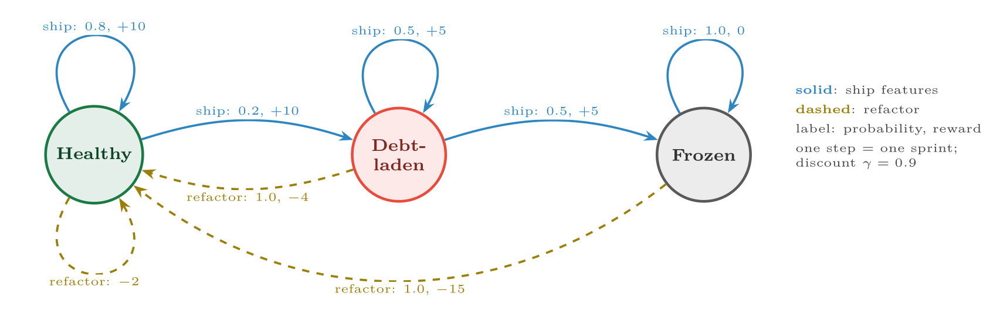 ship: 0.8, +10
ship: 0.5, +5
ship: 1.0, 0
ship: 0.2, +10
ship: 0.5, +5
Healthy
Debt-
laden
Frozen
refactor: 1.0, −4
refactor: −2
refactor: 1.0, −15
solid: ship features
dashed: refactor
label: probability, reward
one step = one sprint;
discount γ = 0.9